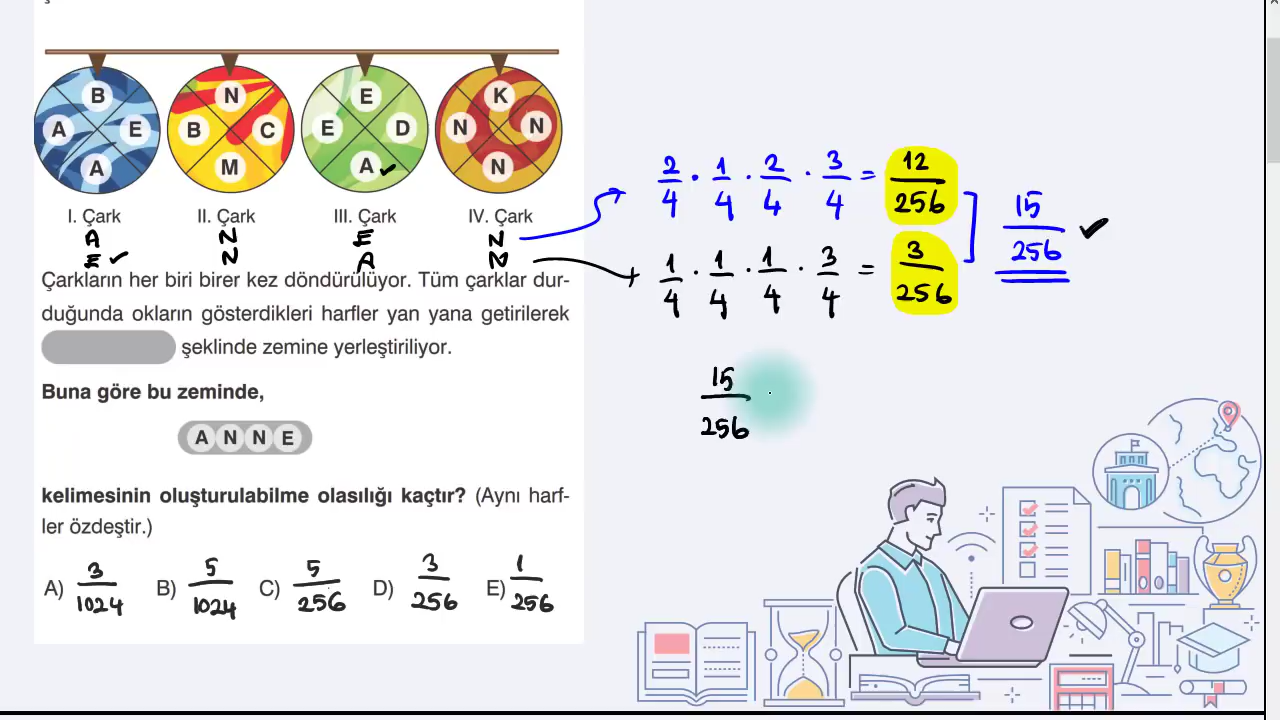 B N E K
A E B C E D N N
A M A ✓ N
I. Çark II. Çark III. Çark IV. Çark
A N E N
E ✓ N A N
Çarkların her biri birer kez döndürülüyor. Tüm çarklar dur-
duğunda okların gösterdikleri harfler yan yana getirilerek
şeklinde zemine yerleştiriliyor.
Buna göre bu zeminde,
A N N E
kelimesinin oluşturulabilme olasılığı kaçtır? (Aynı harf-
ler özdeştir.)
A) 3/1024 B) 5/1024 C) 5/256 D) 3/256 E) 1/256
2/4 · 1/4 · 2/4 · 3/4 = 12/256
1/4 · 1/4 · 1/4 · 3/4 = 3/256
15/256 ✓
15/256